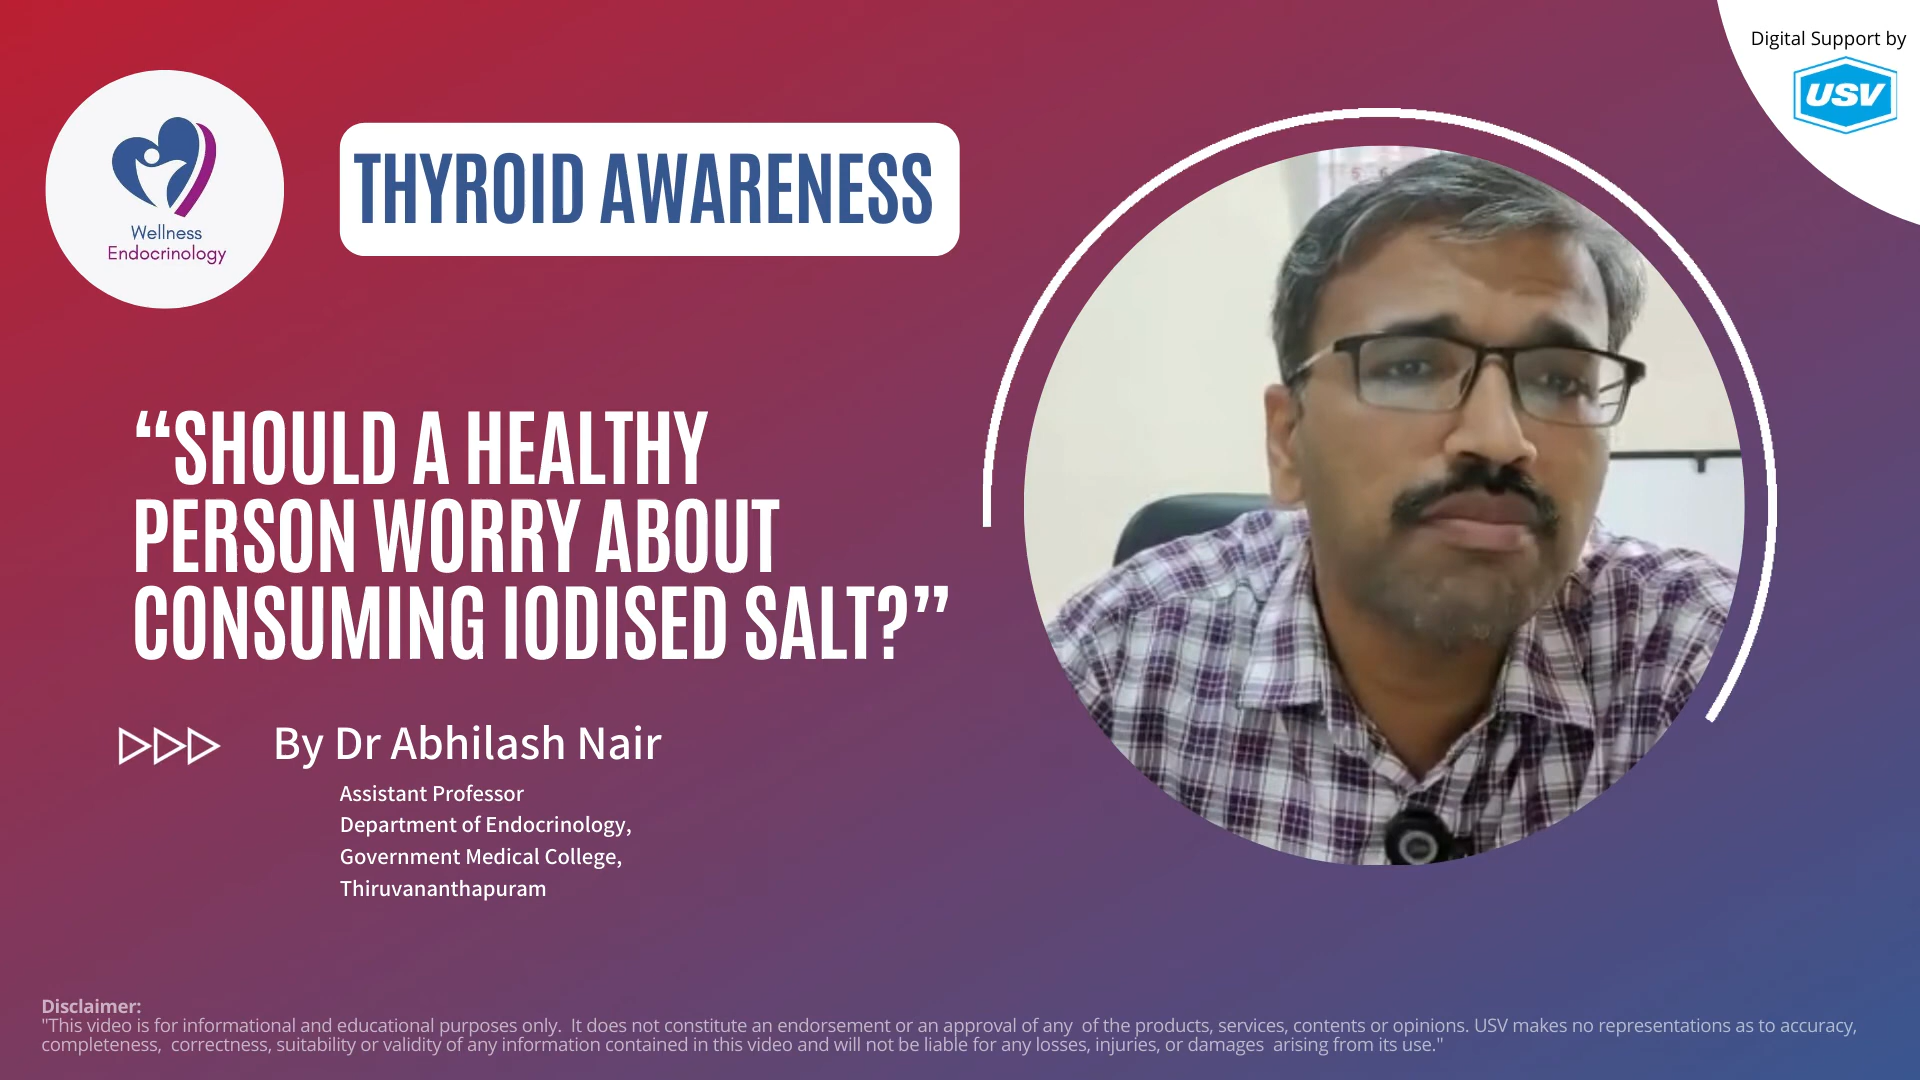 Digital Support by
USV
Wellness
Endocrinology
THYROID AWARENESS
“SHOULD A HEALTHY
PERSON WORRY ABOUT
CONSUMING IODISED SALT?”
By Dr Abhilash Nair
Assistant Professor
Department of Endocrinology,
Government Medical College,
Thiruvananthapuram
Disclaimer:
"This video is for informational and educational purposes only.  It does not constitute an endorsement or an approval of any  of the products, services, contents or opinions. USV makes no representations as to accuracy,
completeness,  correctness, suitability or validity of any information contained in this video and will not be liable for any losses, injuries, or damages  arising from its use."